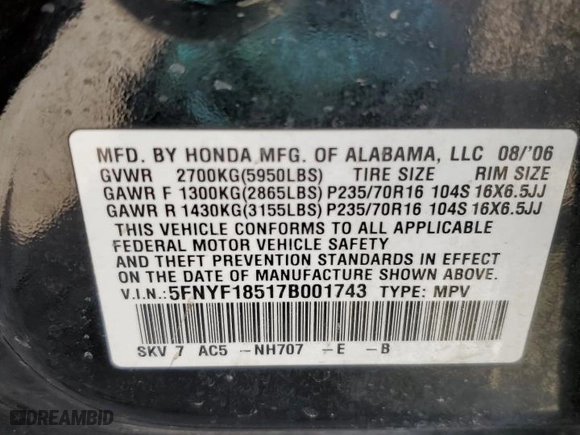 MFD. BY HONDA MFG. OF ALABAMA, LLC 08/'06
GVWR 2700KG(5950LBS) TIRE SIZE RIM SIZE
GAWR F 1300KG(2865LBS) P235/70R16 104S 16X6.5JJ
GAWR R 1430KG(3155LBS) P235/70R16 104S 16X6.5JJ
THIS VEHICLE CONFORMS TO ALL APPLICABLE
FEDERAL MOTOR VEHICLE SAFETY
AND THEFT PREVENTION STANDARDS IN EFFECT
ON THE DATE OF MANUFACTURE SHOWN ABOVE.
V.I.N.: 5FNYF18517B001743 TYPE: MPV
SKV 7 AC5 -NH707 -E -B
DREAMBID